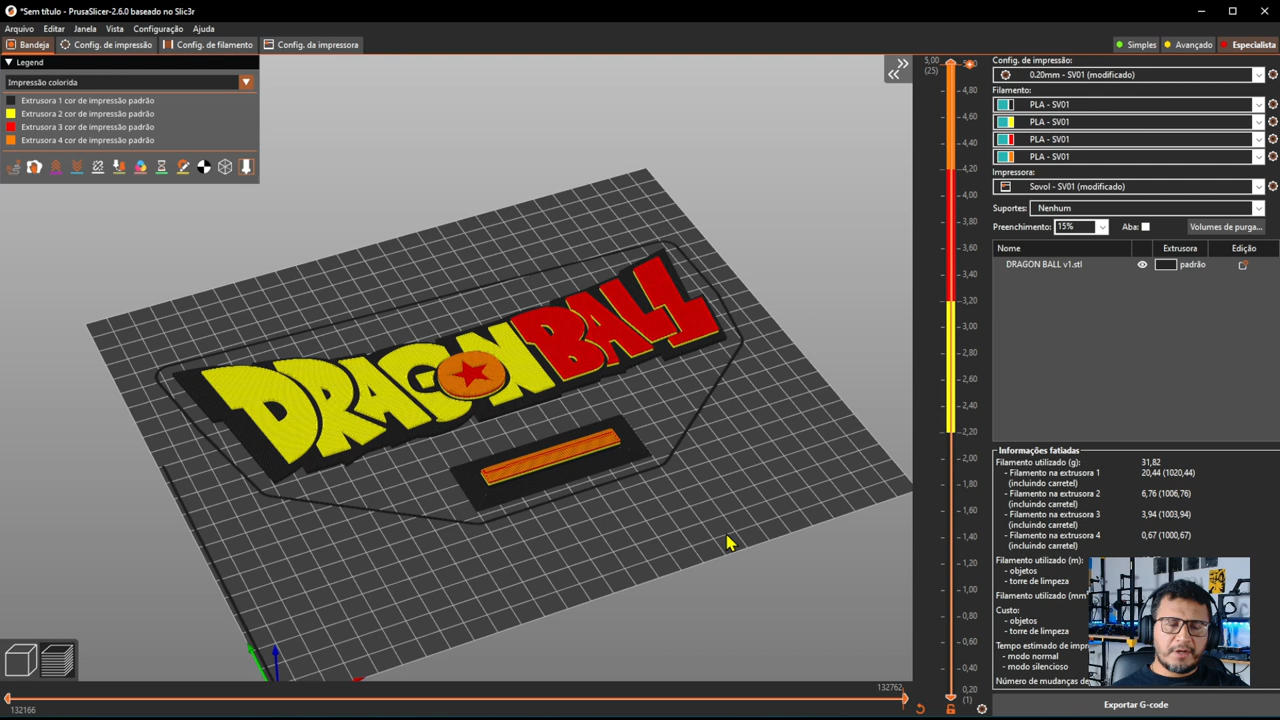 *Sem título - PrusaSlicer-2.6.0 baseado no Slic3r
Arquivo Editar Janela Vista Configuração Ajuda
Bandeja Config. de impressão Config. de filamento Config. da impressora Simples Avançado Especialista
Legend
Impressão colorida
Extrusora 1 cor de impressão padrão
Extrusora 2 cor de impressão padrão
Extrusora 3 cor de impressão padrão
Extrusora 4 cor de impressão padrão
DRAGON BALL
5,00
(25)
4,80
4,60
4,40
4,20
4,00
3,80
3,60
3,40
3,20
3,00
2,80
2,60
2,40
2,20
2,00
1,80
1,60
1,40
1,20
1,00
0,80
0,60
0,40
0,20
(1)
132762
132166
Config. de impressão:
0.20mm - SV01 (modificado)
Filamento:
PLA - SV01
PLA - SV01
PLA - SV01
PLA - SV01
Impressora:
Sovol - SV01 (modificado)
Suportes: Nenhum
Preenchimento: 15% Aba: Volumes de purga...
Nome Extrusora Edição
DRAGON BALL v1.stl padrão
Informações fatiadas
Filamento utilizado (g): 31,82
- Filamento na extrusora 1 20,44 (1020,44)
(incluindo carretel)
- Filamento na extrusora 2 6,76 (1006,76)
(incluindo carretel)
- Filamento na extrusora 3 3,94 (1003,94)
(incluindo carretel)
- Filamento na extrusora 4 0,67 (1000,67)
(incluindo carretel)
Filamento utilizado (m):
- objetos
- torre de limpeza
Filamento utilizado (mm
Custo:
- objetos
- torre de limpeza
Tempo estimado de impre
- modo normal
- modo silencioso
Número de mudanças de
Exportar G-code